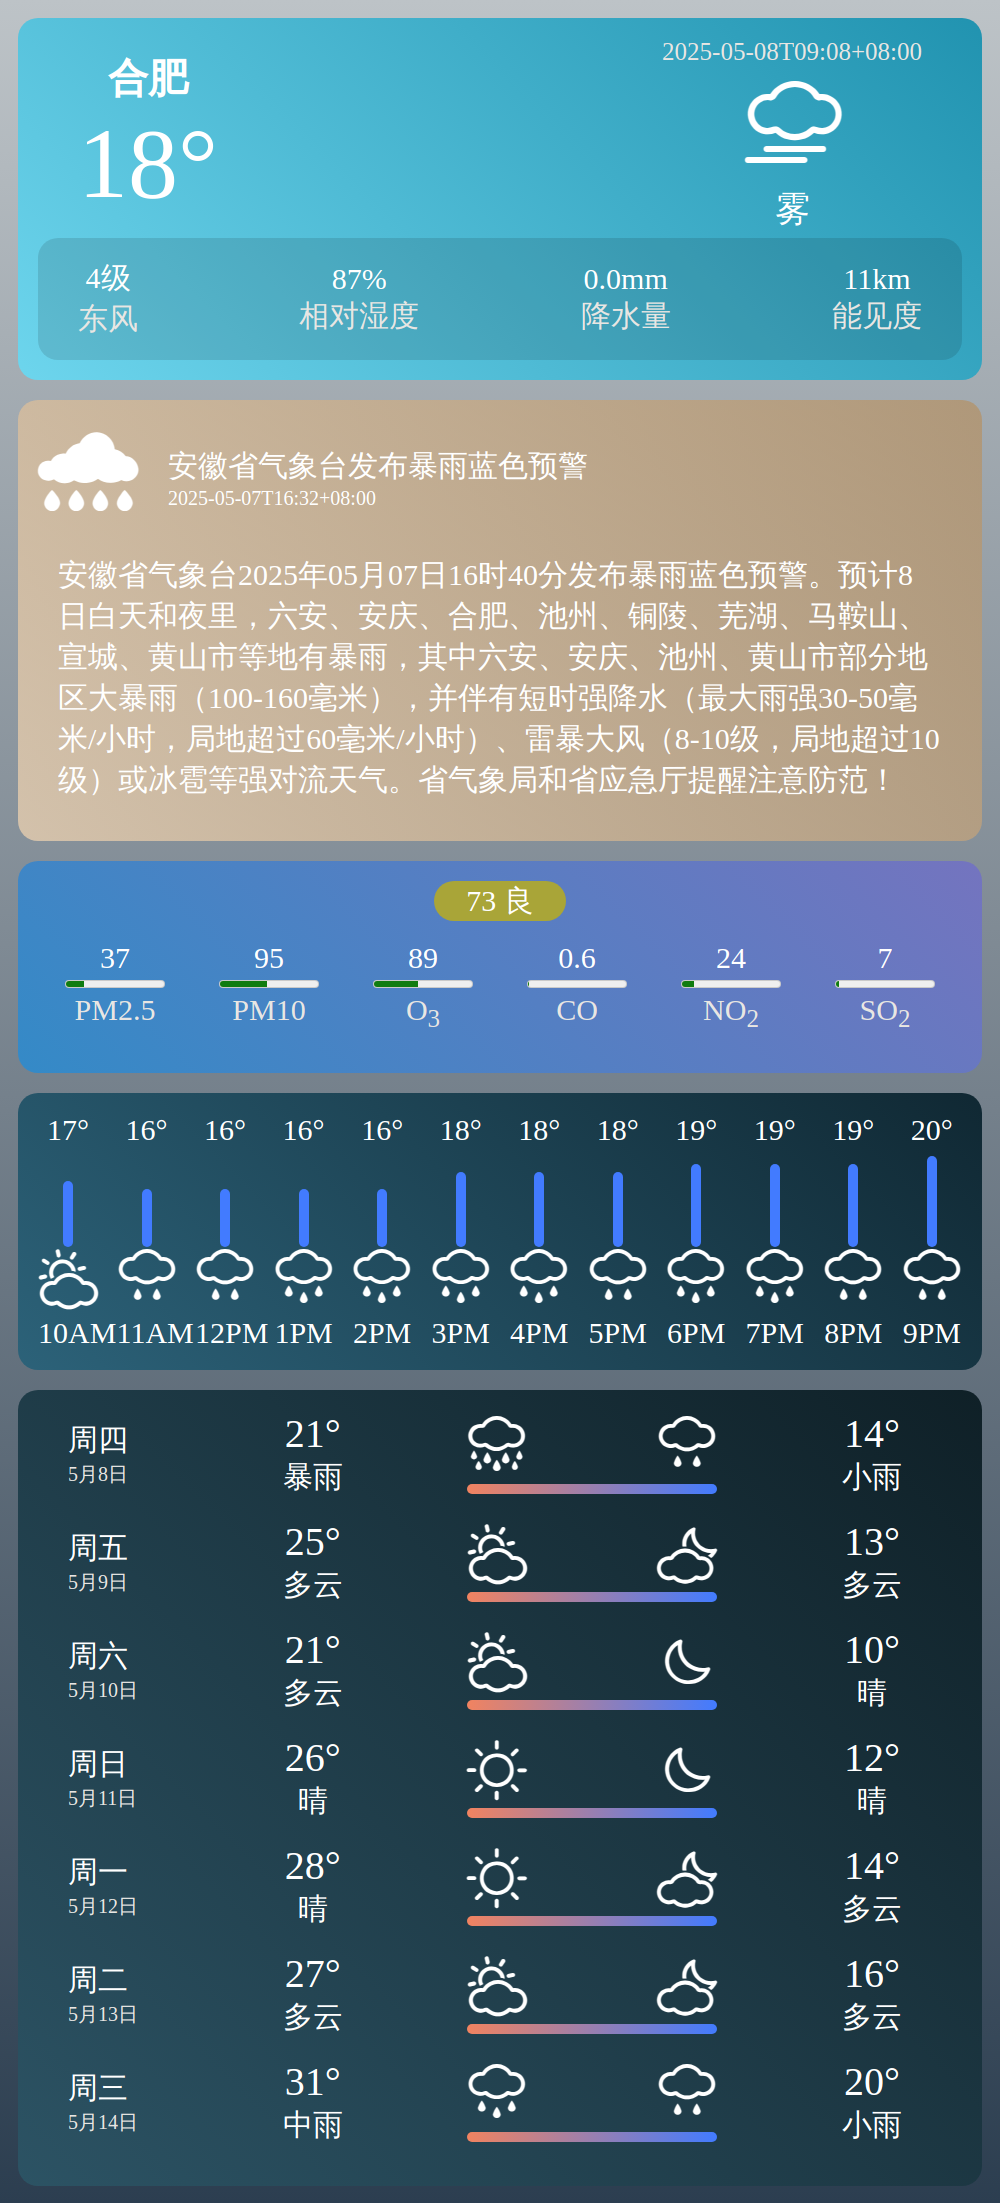 合肥
2025-05-08T09:08+08:00
18°
雾
4级 87% 0.0mm 11km
东风 相对湿度 降水量 能见度
安徽省气象台发布暴雨蓝色预警
2025-05-07T16:32+08:00
安徽省气象台2025年05月07日16时40分发布暴雨蓝色预警。预计8
日白天和夜里，六安、安庆、合肥、池州、铜陵、芜湖、马鞍山、
宣城、黄山市等地有暴雨，其中六安、安庆、池州、黄山市部分地
区大暴雨（100-160毫米），并伴有短时强降水（最大雨强30-50毫
米/小时，局地超过60毫米/小时）、雷暴大风（8-10级，局地超过10
级）或冰雹等强对流天气。省气象局和省应急厅提醒注意防范！
73 良
37 95 89 0.6 24 7
PM2.5 PM10 O3 CO NO2 SO2
17° 16° 16° 16° 16° 18° 18° 18° 19° 19° 19° 20°
10AM 11AM 12PM 1PM 2PM 3PM 4PM 5PM 6PM 7PM 8PM 9PM
周四 21° 14°
5月8日 暴雨 小雨
周五 25° 13°
5月9日 多云 多云
周六 21° 10°
5月10日 多云 晴
周日 26° 12°
5月11日 晴 晴
周一 28° 14°
5月12日 晴 多云
周二 27° 16°
5月13日 多云 多云
周三 31° 20°
5月14日 中雨 小雨